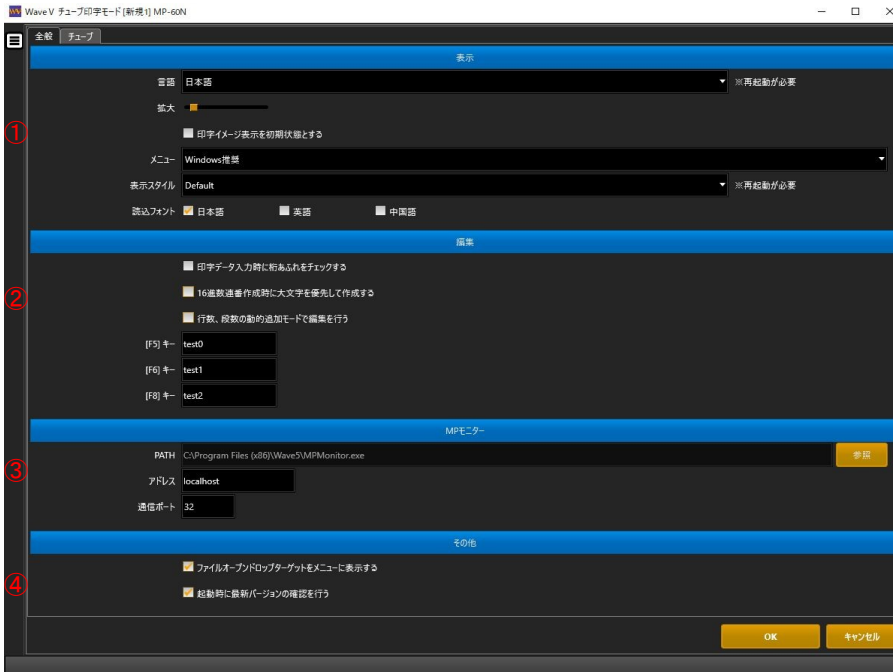 Wave V チューブ印字モード [新規1] MP-60N
全般 チューブ
表示
言語 日本語 ※再起動が必要
拡大
①
印字イメージ表示を初期状態とする
メニュー Windows推奨
表示スタイル Default ※再起動が必要
読込フォント 日本語 英語 中国語
編集
印字データ入力時に桁あふれをチェックする
②
16進数連番作成時に大文字を優先して作成する
行数、段数の動的追加モードで編集を行う
[F5] キー test0
[F6] キー test1
[F8] キー test2
MPモニター
PATH C:\Program Files (x86)\Wave5\MPMonitor.exe 参照
③
アドレス localhost
通信ポート 32
その他
ファイルオープンドロップターゲットをメニューに表示する
④
起動時に最新バージョンの確認を行う
OK キャンセル